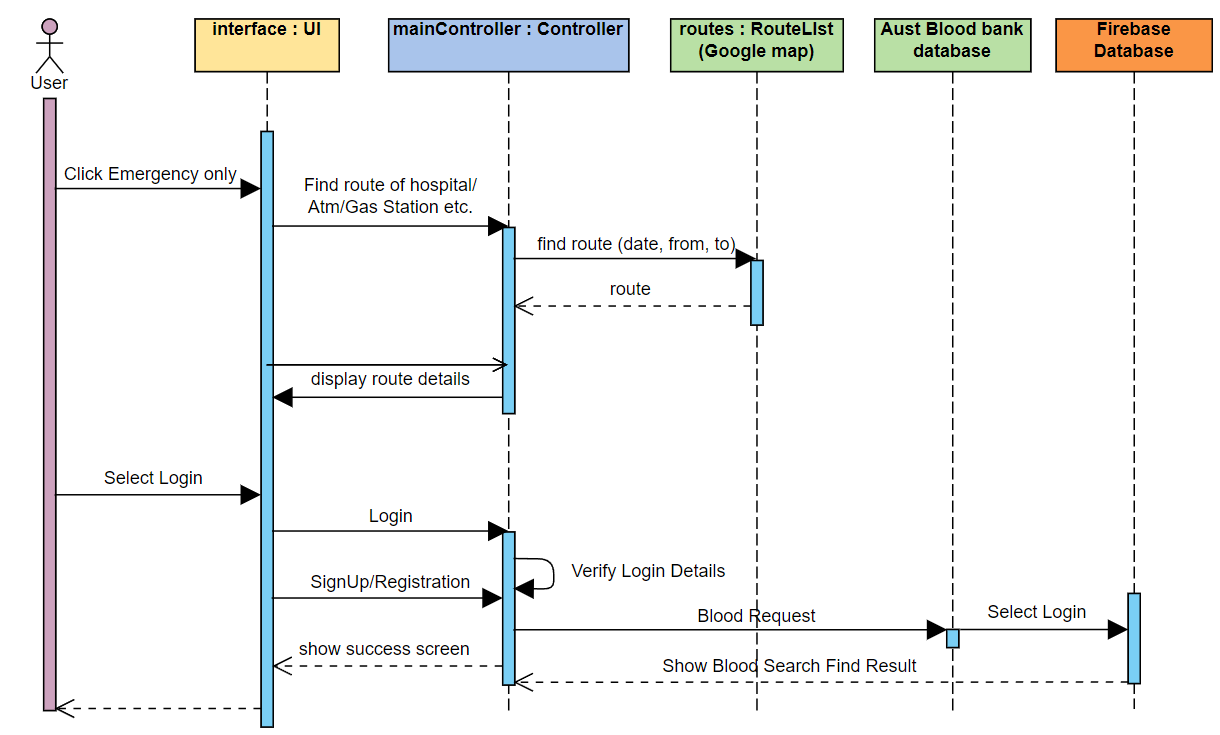 User
interface : UI
mainController : Controller
routes : RouteLIst
(Google map)
Aust Blood bank
database
Firebase
Database
Click Emergency only
Find route of hospital/
Atm/Gas Station etc.
find route (date, from, to)
route
display route details
Select Login
Login
Verify Login Details
SignUp/Registration
Blood Request
Select Login
show success screen
Show Blood Search Find Result